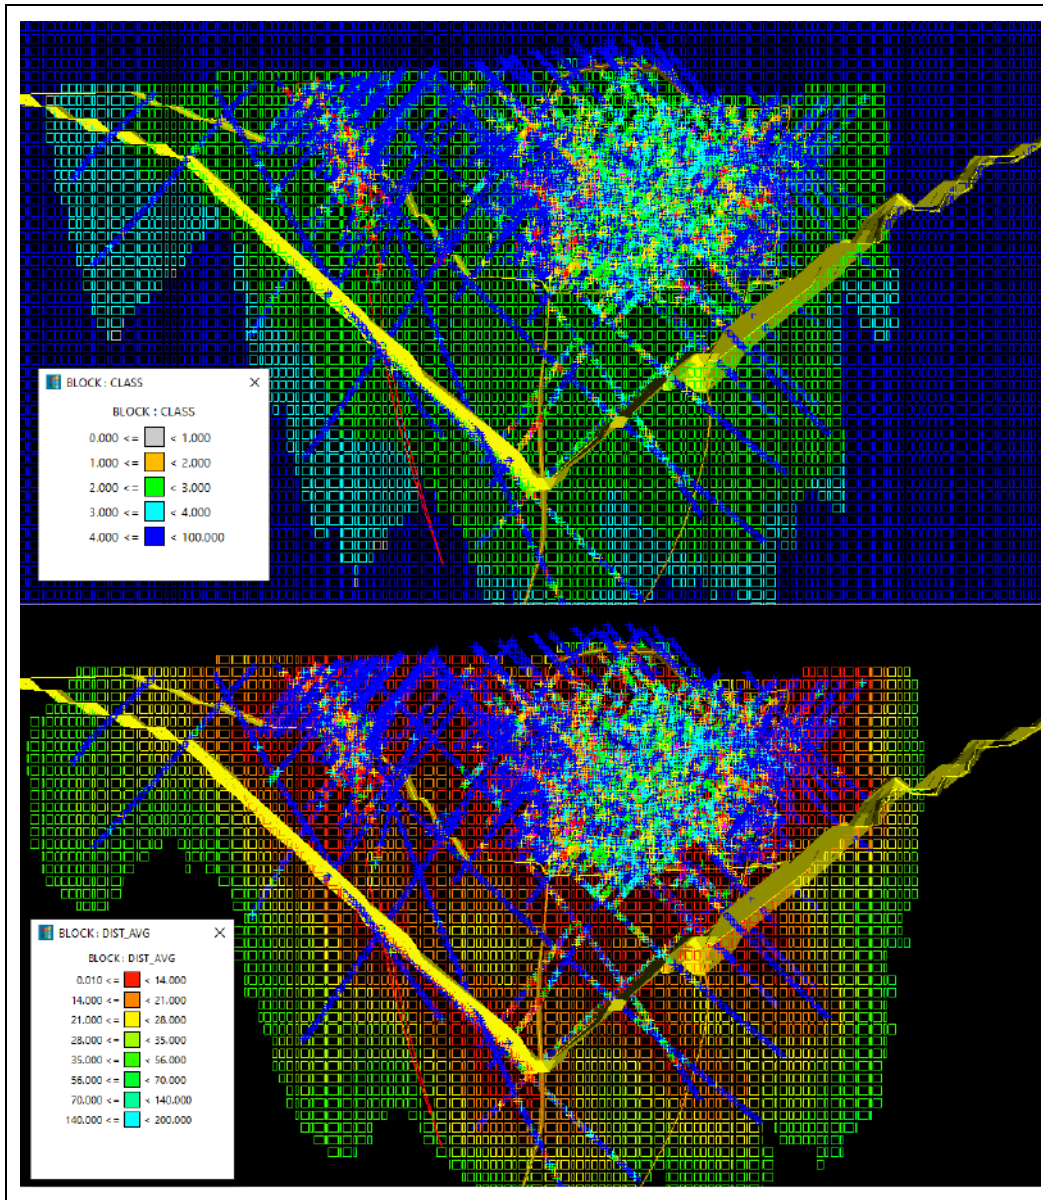 BLOCK : CLASS
BLOCK : CLASS
0.000 <= < 1.000
1.000 <= < 2.000
2.000 <= < 3.000
3.000 <= < 4.000
4.000 <= < 100.000
BLOCK : DIST_AVG
BLOCK : DIST_AVG
0.010 <= < 14.000
14.000 <= < 21.000
21.000 <= < 28.000
28.000 <= < 35.000
35.000 <= < 56.000
56.000 <= < 70.000
70.000 <= < 140.000
140.000 <= < 200.000